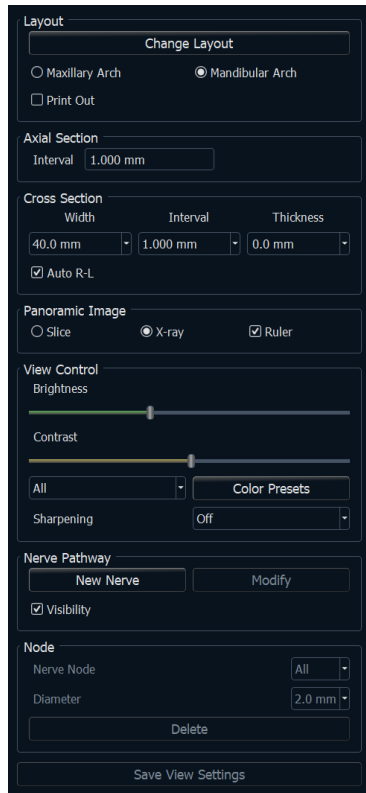 Layout
Change Layout
Maxillary Arch Mandibular Arch
Print Out
Axial Section
Interval 1.000 mm
Cross Section
Width Interval Thickness
40.0 mm 1.000 mm 0.0 mm
Auto R-L
Panoramic Image
Slice X-ray Ruler
View Control
Brightness
Contrast
All Color Presets
Sharpening Off
Nerve Pathway
New Nerve Modify
Visibility
Node
Nerve Node All
Diameter 2.0 mm
Delete
Save View Settings